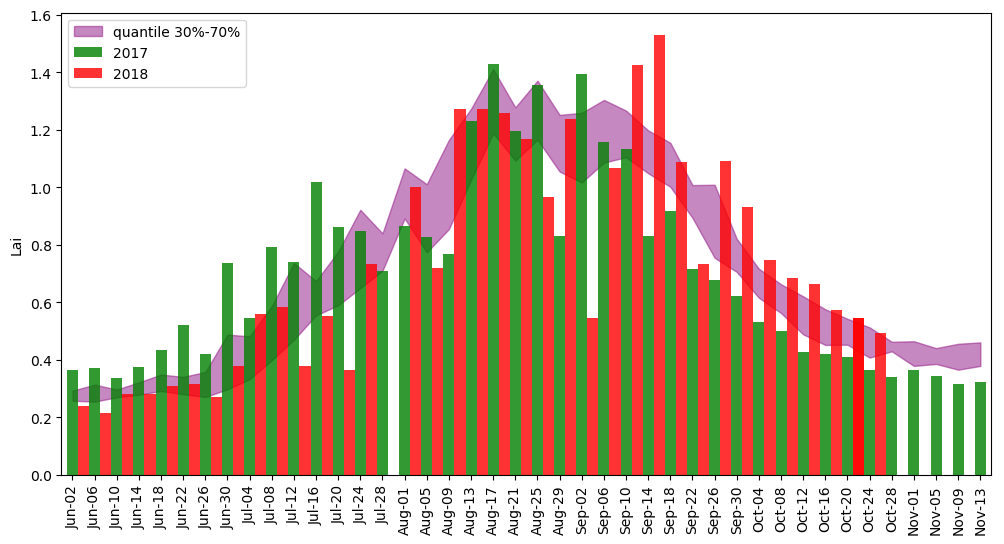 quantile 30%-70%
2017
2018
Lai
1.6
1.4
1.2
1.0
0.8
0.6
0.4
0.2
0.0
Jun-02
Jun-06
Jun-10
Jun-14
Jun-18
Jun-22
Jun-26
Jun-30
Jul-04
Jul-08
Jul-12
Jul-16
Jul-20
Jul-24
Jul-28
Aug-01
Aug-05
Aug-09
Aug-13
Aug-17
Aug-21
Aug-25
Aug-29
Sep-02
Sep-06
Sep-10
Sep-14
Sep-18
Sep-22
Sep-26
Sep-30
Oct-04
Oct-08
Oct-12
Oct-16
Oct-20
Oct-24
Oct-28
Nov-01
Nov-05
Nov-09
Nov-13